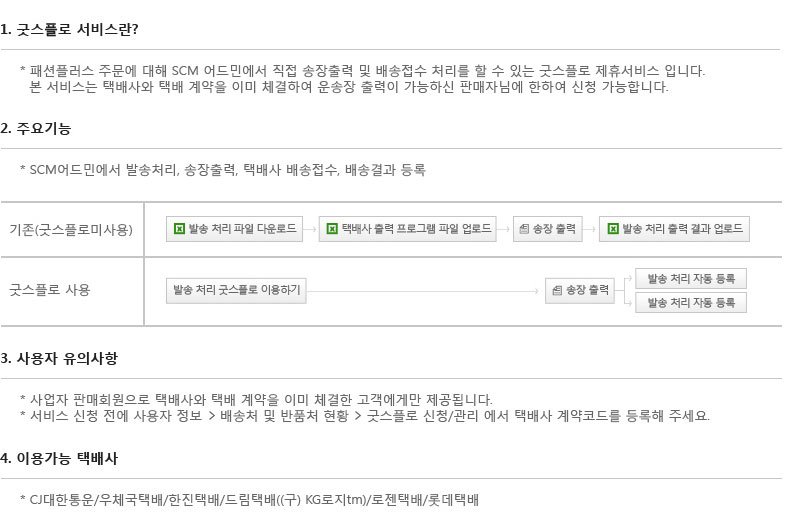 1. 굿스플로 서비스란?
* 패션플러스 주문에 대해 SCM 어드민에서 직접 송장출력 및 배송접수 처리를 할 수 있는 굿스플로 제휴서비스 입니다.
본 서비스는 택배사와 택배 계약을 이미 체결하여 운송장 출력이 가능하신 판매자님에 한하여 신청 가능합니다.
2. 주요기능
* SCM어드민에서 발송처리, 송장출력, 택배사 배송접수, 배송결과 등록
기존(굿스플로미사용) 발송 처리 파일 다운로드 택배사 출력 프로그램 파일 업로드 송장 출력 발송 처리 출력 결과 업로드
굿스플로 사용 발송 처리 굿스플로 이용하기 송장 출력 발송 처리 자동 등록
발송 처리 자동 등록
3. 사용자 유의사항
* 사업자 판매회원으로 택배사와 택배 계약을 이미 체결한 고객에게만 제공됩니다.
* 서비스 신청 전에 사용자 정보 > 배송처 및 반품처 현황 > 굿스플로 신청/관리 에서 택배사 계약코드를 등록해 주세요.
4. 이용가능 택배사
* CJ대한통운/우체국택배/한진택배/드림택배((구) KG로지tm)/로젠택배/롯데택배